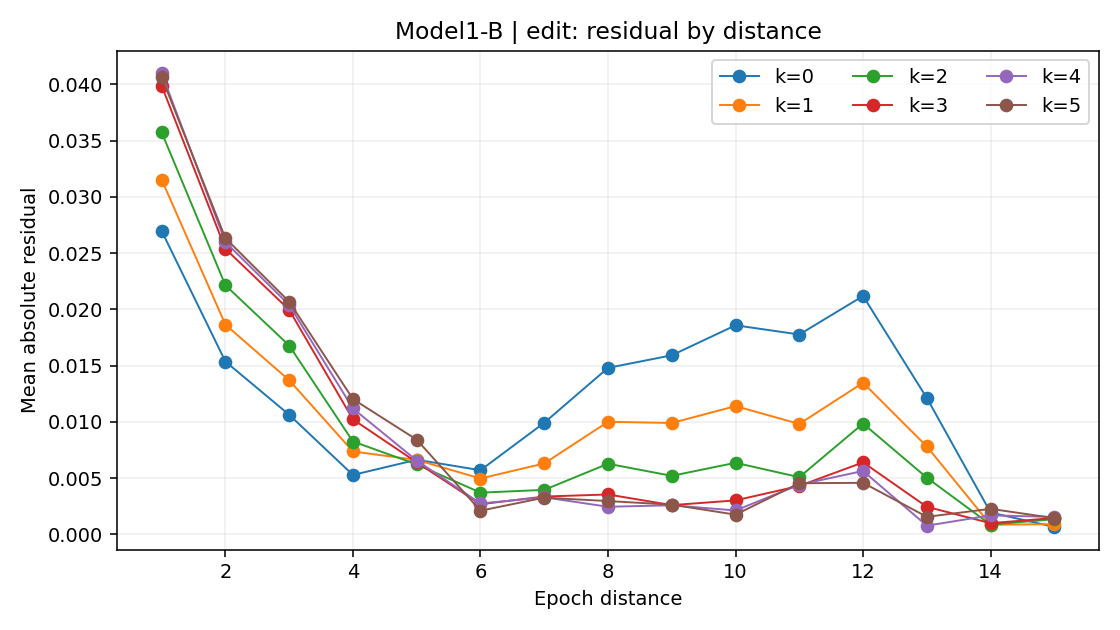 Model1-B | edit: residual by distance
k=0 k=2 k=4
k=1 k=3 k=5
Mean absolute residual
0.040
0.035
0.030
0.025
0.020
0.015
0.010
0.005
0.000
2 4 6 8 10 12 14
Epoch distance